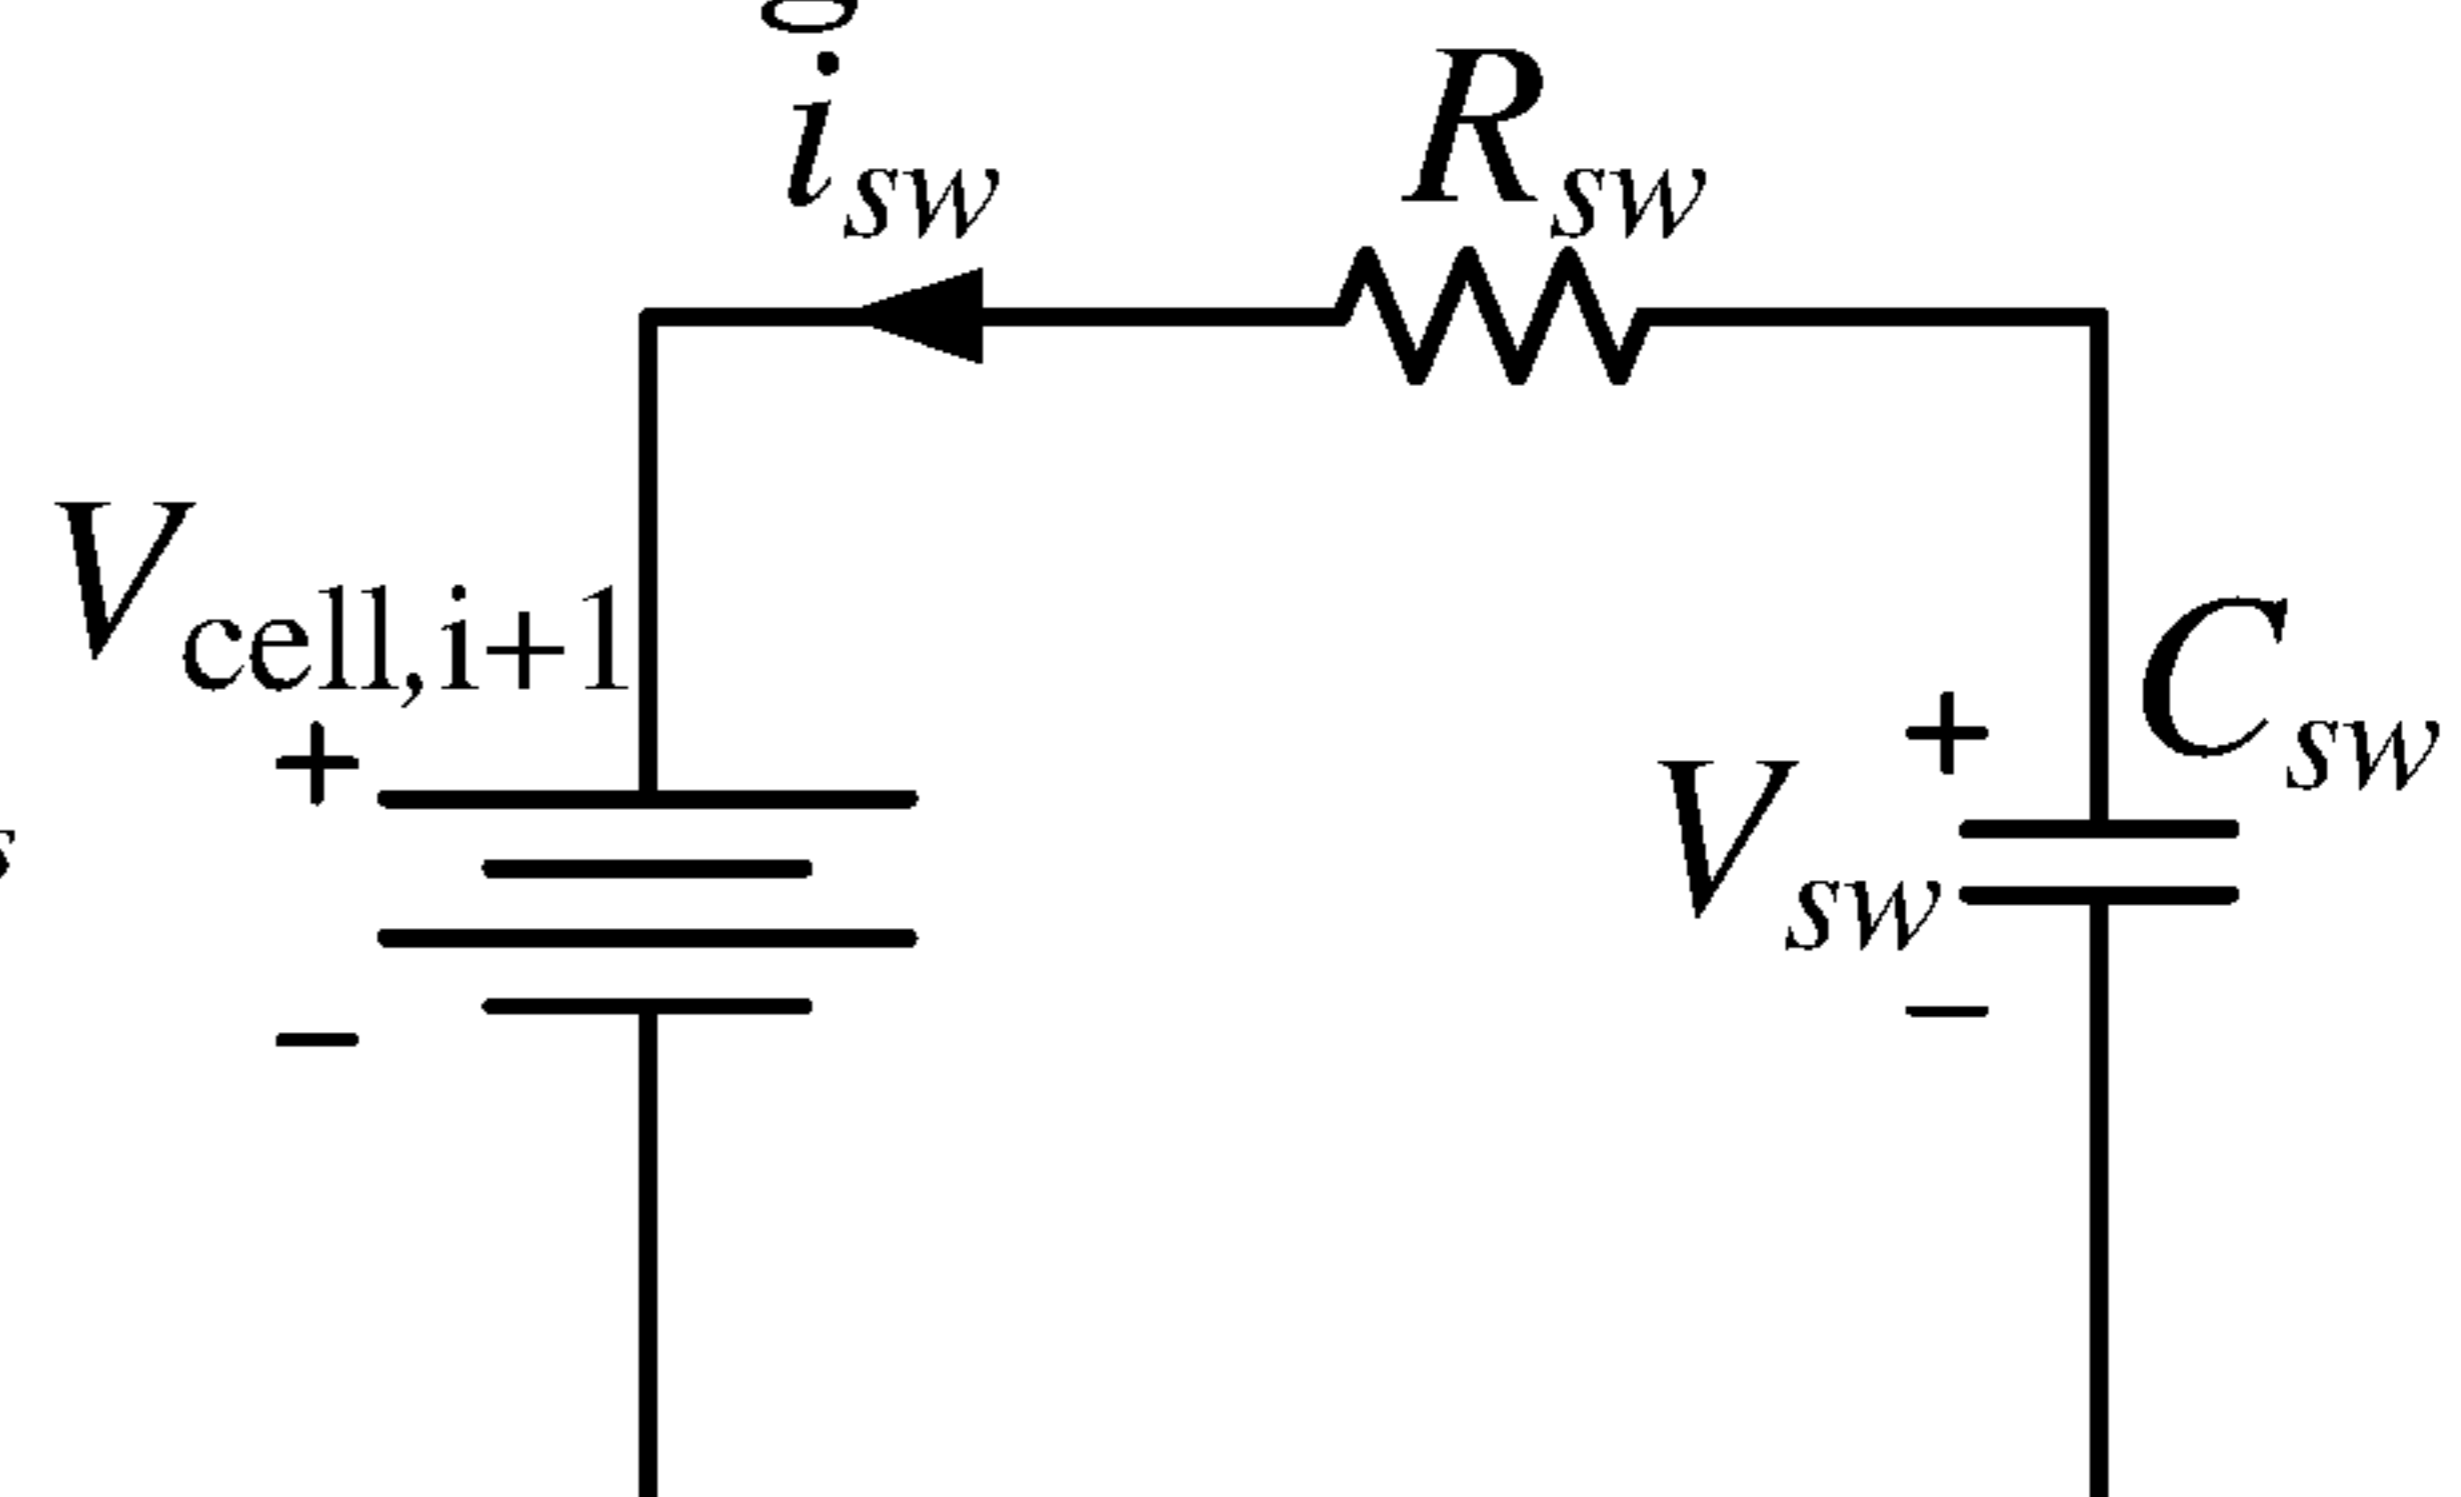 i_sw
R_sw
V_cell,i+1
+
C_sw
+
V_sw
−
−